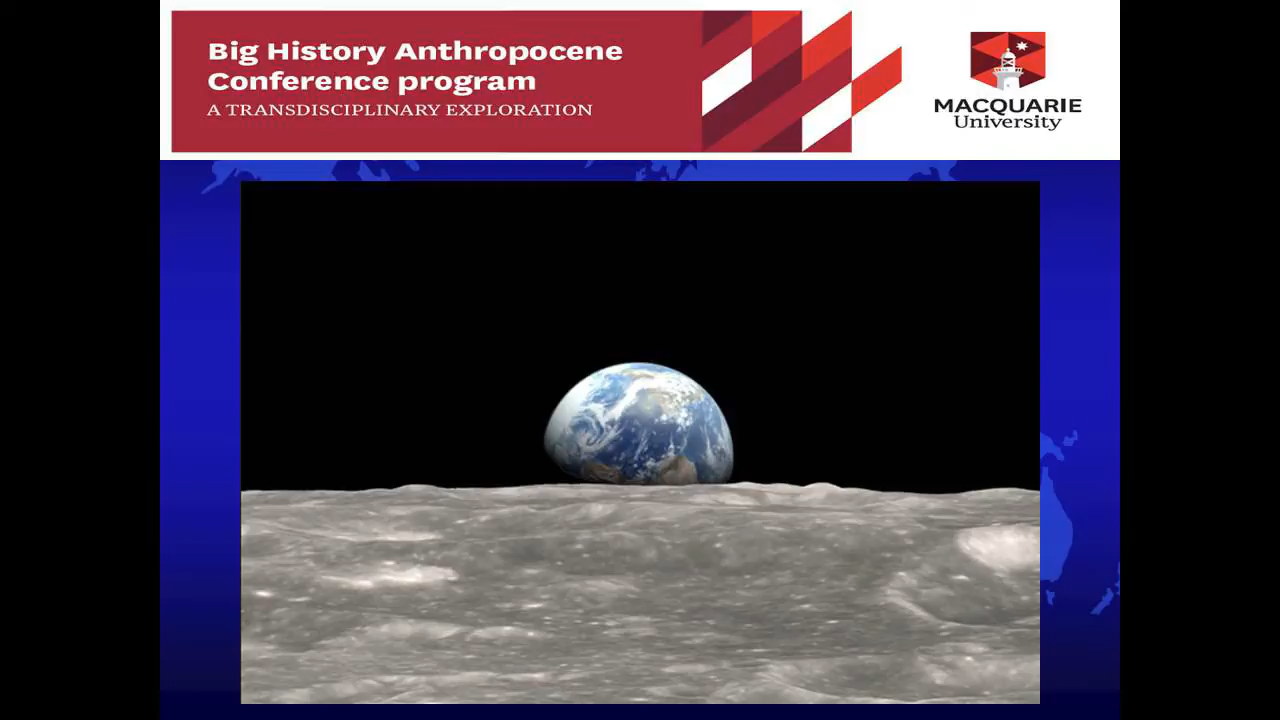 Big History Anthropocene
Conference program
A TRANSDISCIPLINARY EXPLORATION
MACQUARIE
University